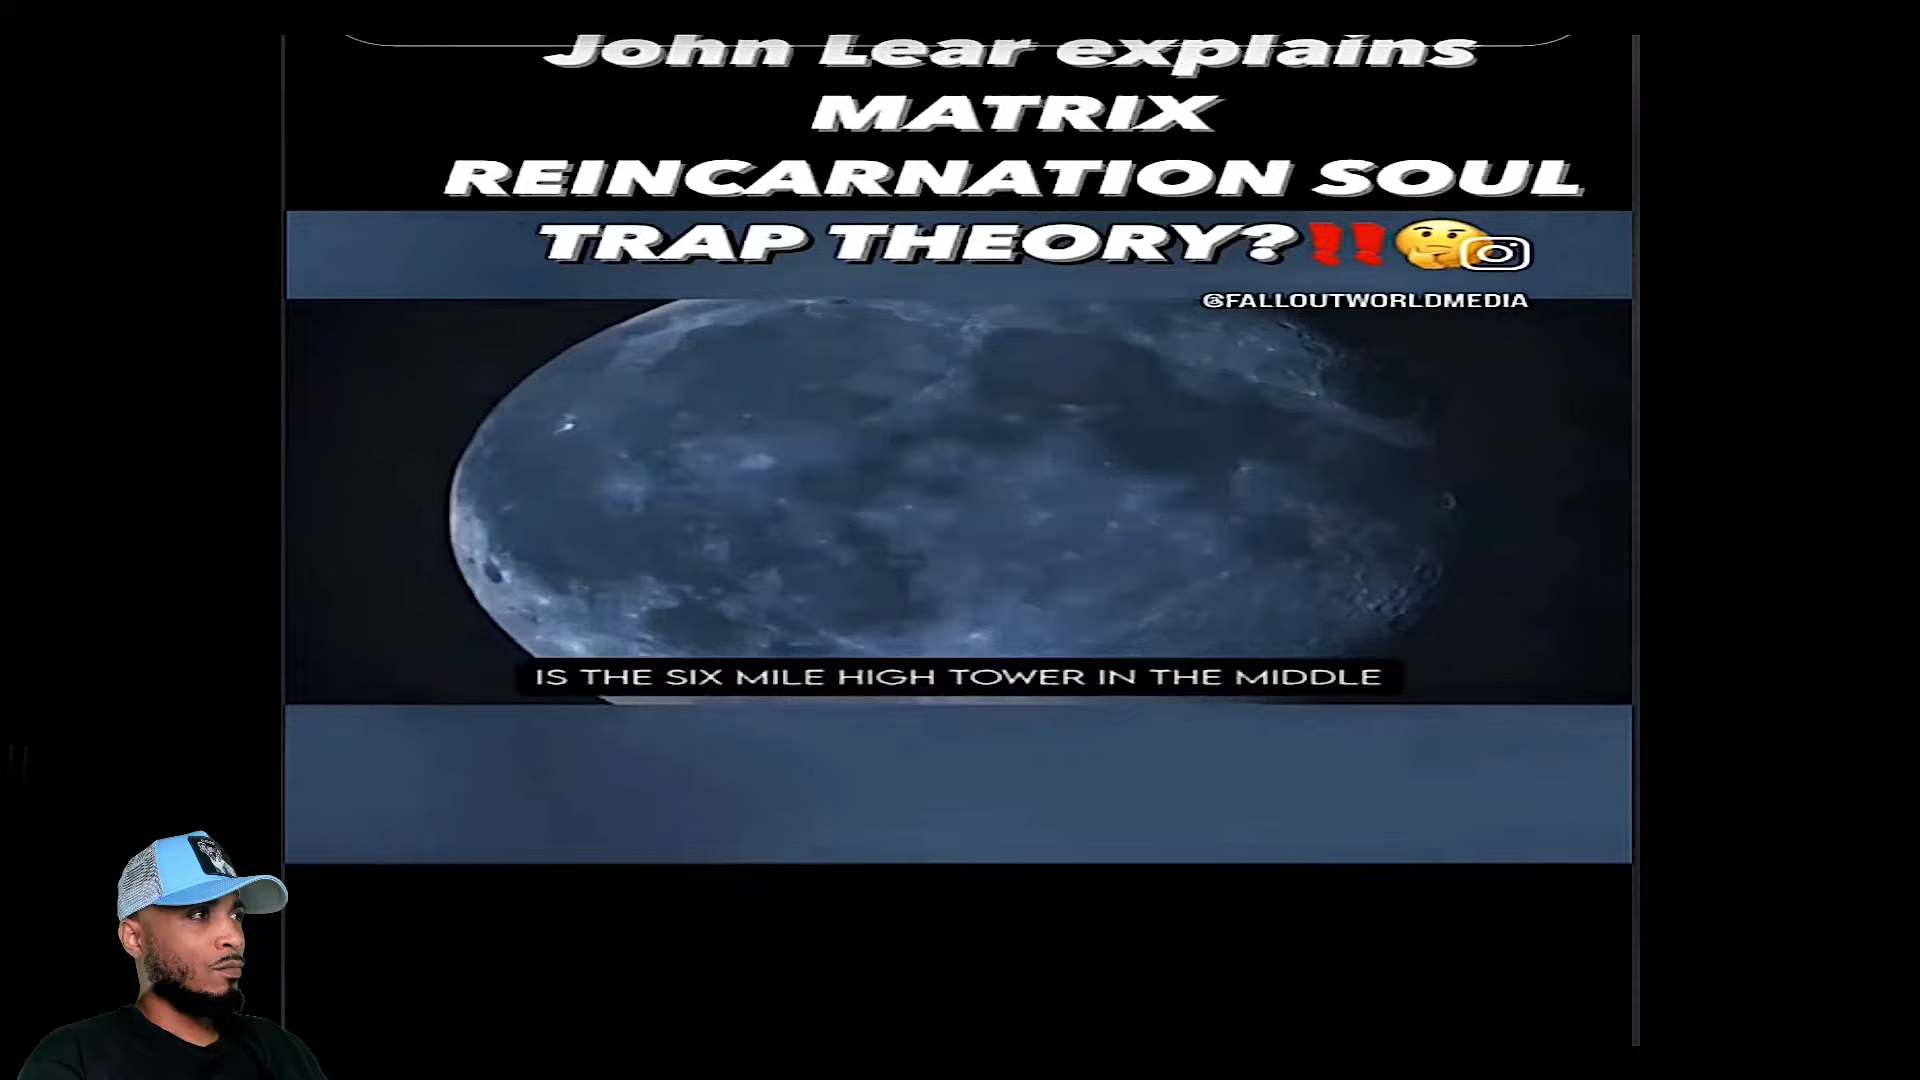 John Lear explains
MATRIX
REINCARNATION SOUL
TRAP THEORY?‼️🤔
@FALLOUTWORLDMEDIA
IS THE SIX MILE HIGH TOWER IN THE MIDDLE